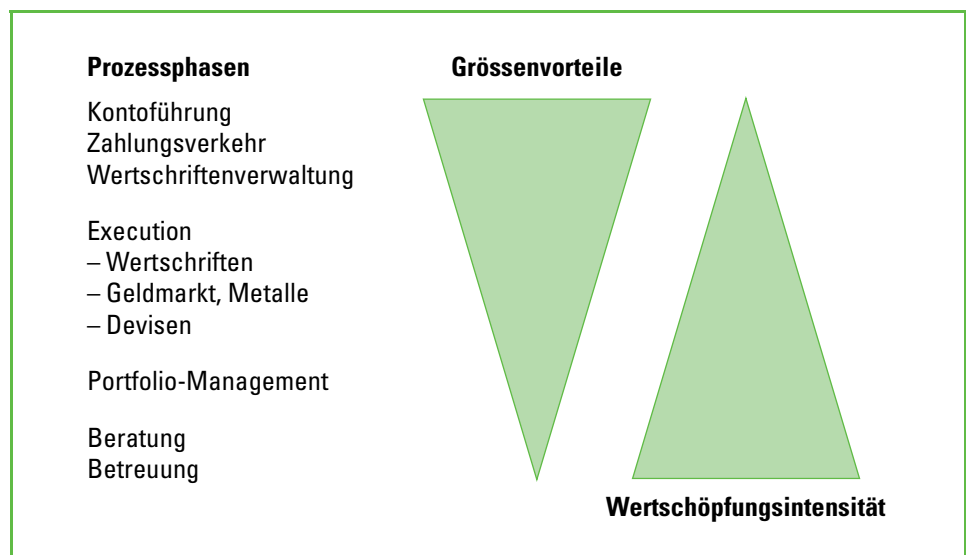 Prozessphasen
Grössenvorteile
Kontoführung
Zahlungsverkehr
Wertschriftenverwaltung
Execution
– Wertschriften
– Geldmarkt, Metalle
– Devisen
Portfolio-Management
Beratung
Betreuung
Wertschöpfungsintensität